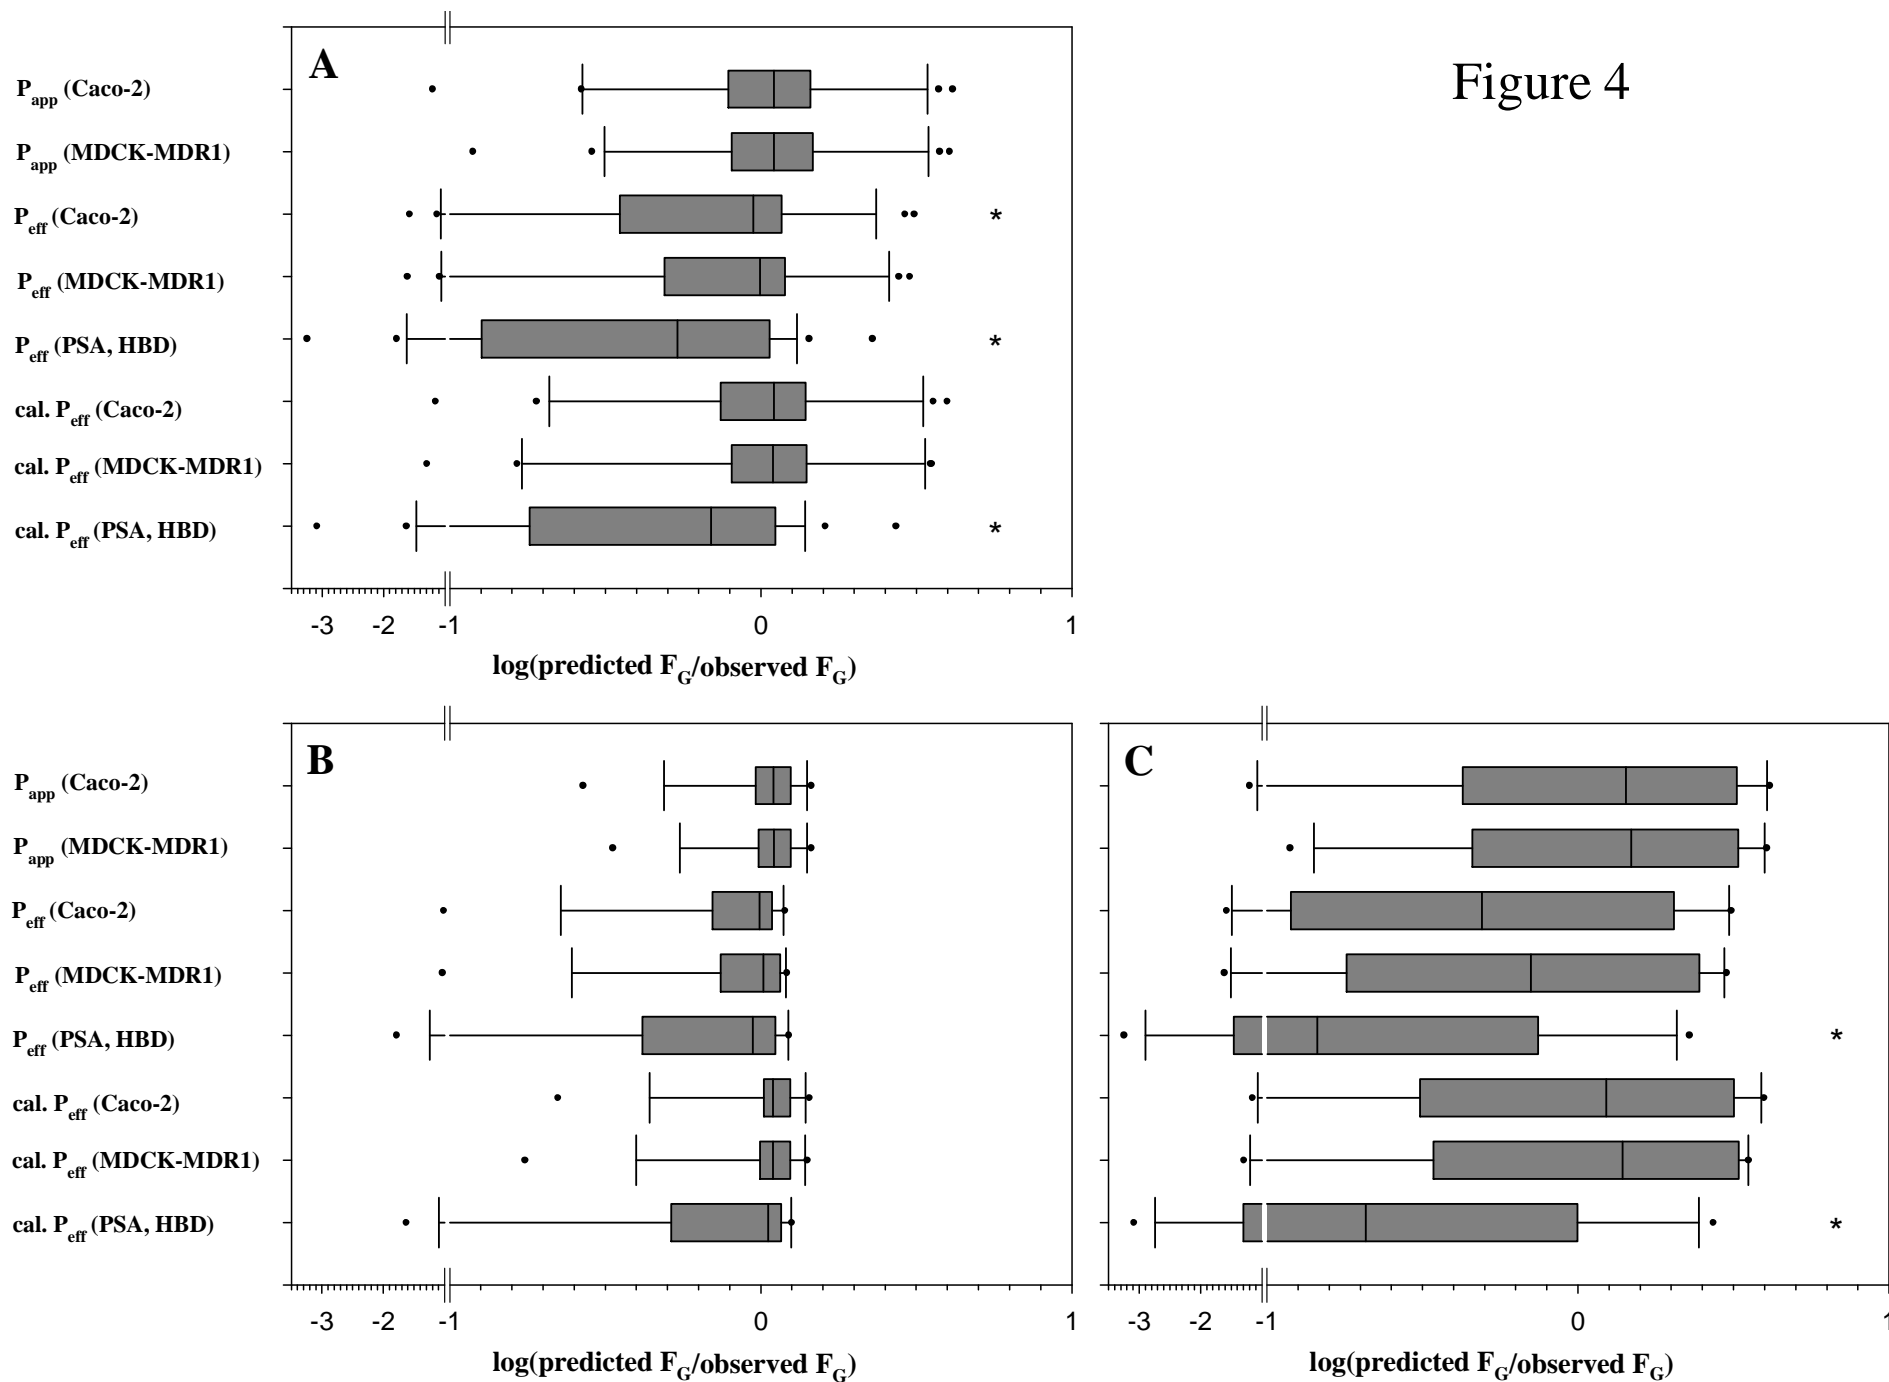 Figure 4
A
P_app (Caco-2)
P_app (MDCK-MDR1)
P_eff (Caco-2) *
P_eff (MDCK-MDR1)
P_eff (PSA, HBD) *
cal. P_eff (Caco-2)
cal. P_eff (MDCK-MDR1)
cal. P_eff (PSA, HBD) *
-3 -2 -1 0 1
log(predicted F_G/observed F_G)
B
P_app (Caco-2)
P_app (MDCK-MDR1)
P_eff (Caco-2)
P_eff (MDCK-MDR1)
P_eff (PSA, HBD)
cal. P_eff (Caco-2)
cal. P_eff (MDCK-MDR1)
cal. P_eff (PSA, HBD)
-3 -2 -1 0 1
log(predicted F_G/observed F_G)
C
*
*
-3 -2 -1 0 1
log(predicted F_G/observed F_G)